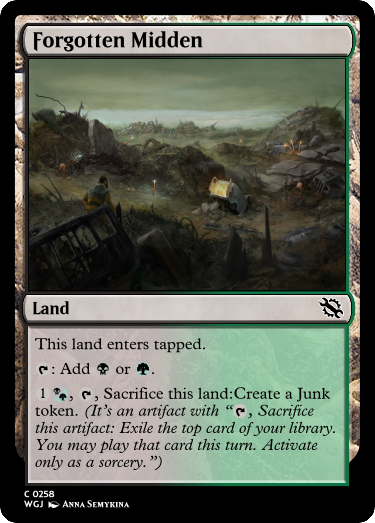 Forgotten Midden
Land
This land enters tapped.
: Add or .
1 , , Sacrifice this land:Create a Junk
token. (It's an artifact with “, Sacrifice
this artifact: Exile the top card of your library.
You may play that card this turn. Activate
only as a sorcery.”)
C 0258
WGJ Anna Semykina